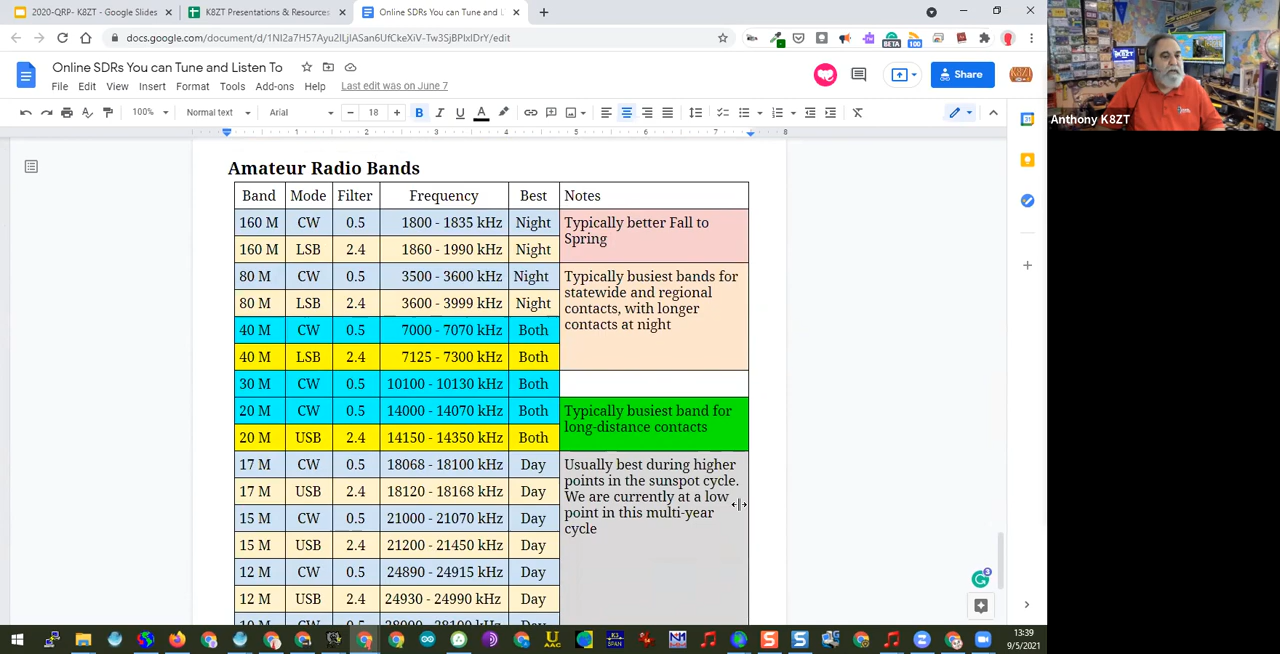 2020-QRP- K8ZT - Google Slides
K8ZT Presentations & Resources
Online SDRs You can Tune and L
docs.google.com/document/d/1NI2a7H57Ayu2ILjIASan6UfCkeXiV-Tw3SjBPIxIDrY/edit
BETA
100
Online SDRs You can Tune and Listen To
File Edit View Insert Format Tools Add-ons Help Last edit was on June 7
Share
100% Normal text Arial 18
B I U A
1 2 3 4 5 6 7 8
Anthony K8ZT
Amateur Radio Bands
Band Mode Filter Frequency Best Notes
160 M CW 0.5 1800 - 1835 kHz Night Typically better Fall to
Spring
160 M LSB 2.4 1860 - 1990 kHz Night
80 M CW 0.5 3500 - 3600 kHz Night Typically busiest bands for
statewide and regional
80 M LSB 2.4 3600 - 3999 kHz Night contacts, with longer
contacts at night
40 M CW 0.5 7000 - 7070 kHz Both
40 M LSB 2.4 7125 - 7300 kHz Both
30 M CW 0.5 10100 - 10130 kHz Both
20 M CW 0.5 14000 - 14070 kHz Both Typically busiest band for
long-distance contacts
20 M USB 2.4 14150 - 14350 kHz Both
17 M CW 0.5 18068 - 18100 kHz Day Usually best during higher
points in the sunspot cycle.
17 M USB 2.4 18120 - 18168 kHz Day We are currently at a low
point in this multi-year
15 M CW 0.5 21000 - 21070 kHz Day cycle
15 M USB 2.4 21200 - 21450 kHz Day
12 M CW 0.5 24890 - 24915 kHz Day
12 M USB 2.4 24930 - 24990 kHz Day
3
13:39
9/5/2021